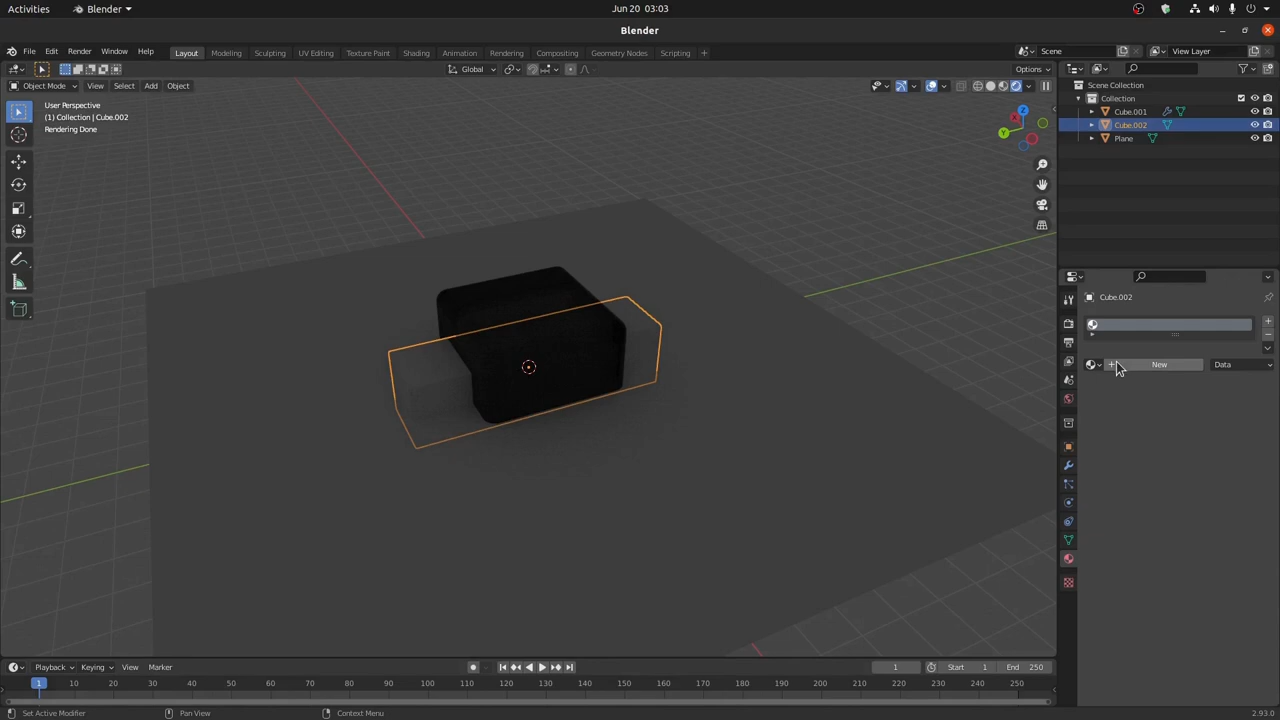 Activities
Blender
Jun 20 03:03
Blender
File Edit Render Window Help
Layout Modeling Sculpting UV Editing Texture Paint Shading Animation Rendering Compositing Geometry Nodes Scripting
Scene
View Layer
Global
Options
Object Mode View Select Add Object
User Perspective
(1) Collection | Cube.002
Rendering Done
X
Y
Z
Scene Collection
Collection
Cube.001
Cube.002
Plane
Cube.002
New
Data
Playback Keying View Marker
1
Start 1
End 250
1 10 20 30 40 50 60 70 80 90 100 110 120 130 140 150 160 170 180 190 200 210 220 230 240 250
Set Active Modifier
Pan View
Context Menu
2.93.0